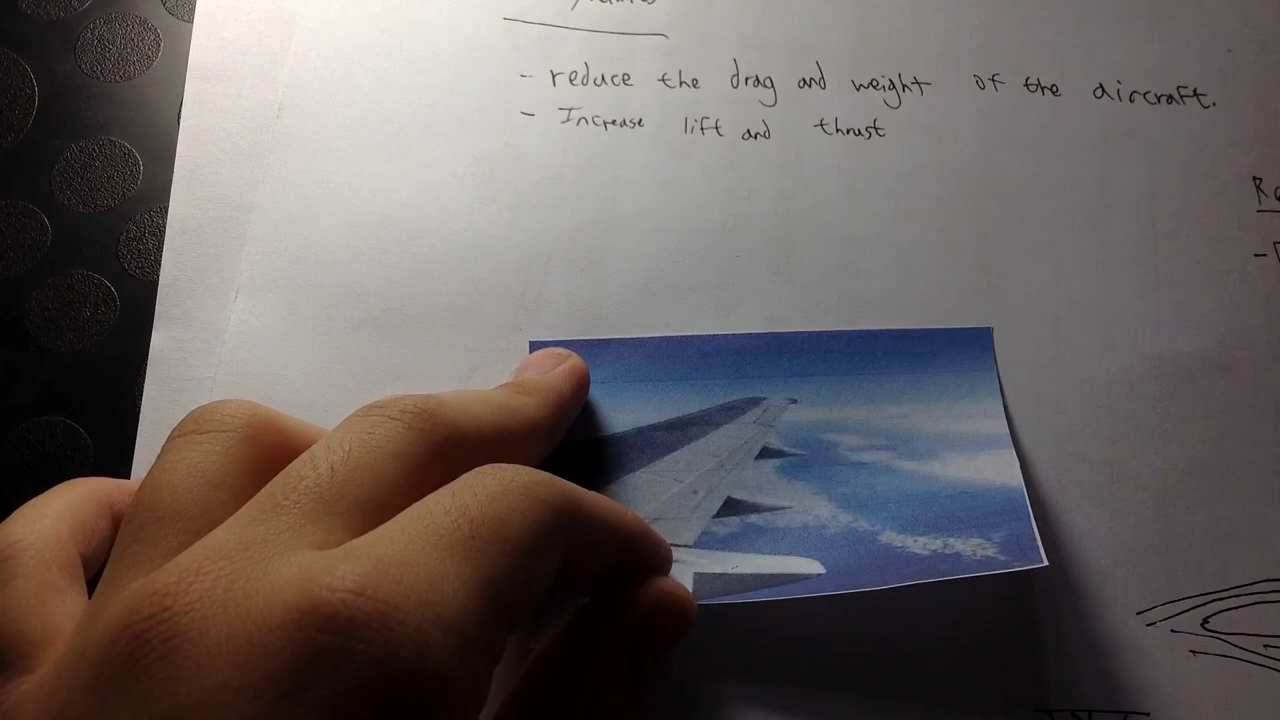 - reduce the drag and weight of the aircraft.
- Increase lift and thrust